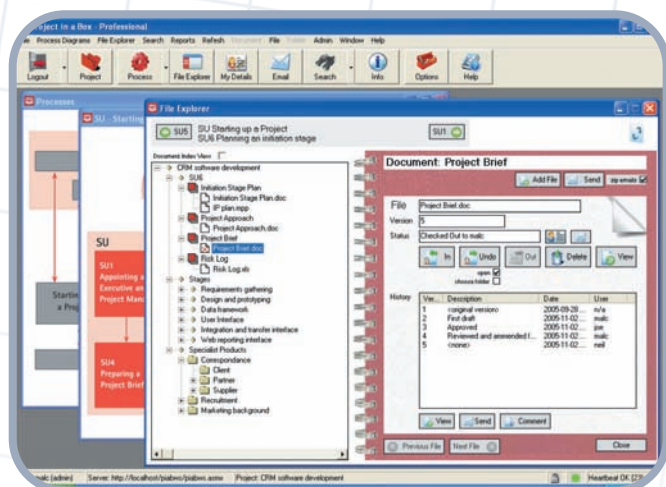 Project in a Box - Professional
File Process Diagrams File Explorer Search Reports Refresh Document File Folder Admin Window Help
Logout Project Process File Explorer My Details Email Search Info Options Help
Processes
SU - Starting
File Explorer
SU5
SU Starting up a Project
SU6 Planning an initiation stage
SU1
Document Index View
CRM software development
SU6
Initiation Stage Plan
Initiation Stage Plan.doc
IP plan.mpp
Project Approach
Project Approach.doc
Project Brief
Project Brief.doc
Risk Log
Risk Log.xls
Stages
Requirements gathering
Design and prototyping
Data framework
User Interface
Integration and transfer interface
Web reporting interface
Specialist Products
Correspondance
Client
Partner
Supplier
Recruitment
Marketing background
Document: Project Brief
Add File Send zip emails
File Project Brief.doc
Version 5
Status Checked Out to malc
In Undo Out Delete View
open
choose folder
History
Ver... Description Date User
1 <original version> 2005-09-28 ... n/a
2 First draft 2005-11-02 ... malc
3 Approved 2005-11-02 ... joe
4 Reviewed and ammended f... 2005-11-02 ... malc
5 <none> 2005-11-02 ... neil
View Send Comment
Previous File Next File Close
SU
SU1
Appointing a
Executive an
Project Mana
SU4
Preparing a
Project Brief
Startin
a Proj
malc (admin) Server: http://localhost/piabws/piabws.asmx Project: CRM software development Heartbeat OK (23)